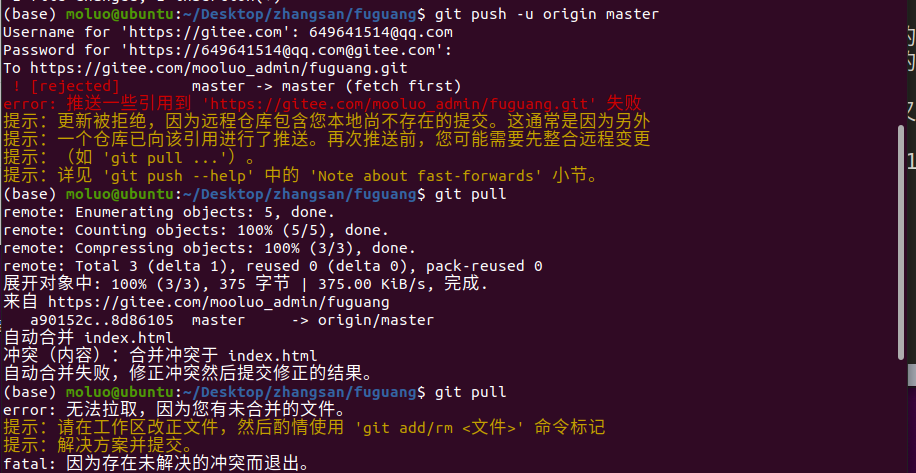 (base) moluo@ubuntu:~/Desktop/zhangsan/fuguang$ git push -u origin master
Username for 'https://gitee.com': 649641514@qq.com
Password for 'https://649641514@qq.com@gitee.com':
To https://gitee.com/mooluo_admin/fuguang.git
 ! [rejected]        master -> master (fetch first)
error: 推送一些引用到 'https://gitee.com/mooluo_admin/fuguang.git' 失败
提示：更新被拒绝，因为远程仓库包含您本地尚不存在的提交。这通常是因为另外
提示：一个仓库已向该引用进行了推送。再次推送前，您可能需要先整合远程变更
提示：（如 'git pull ...'）。
提示：详见 'git push --help' 中的 'Note about fast-forwards' 小节。
(base) moluo@ubuntu:~/Desktop/zhangsan/fuguang$ git pull
remote: Enumerating objects: 5, done.
remote: Counting objects: 100% (5/5), done.
remote: Compressing objects: 100% (3/3), done.
remote: Total 3 (delta 1), reused 0 (delta 0), pack-reused 0
展开对象中: 100% (3/3), 375 字节 | 375.00 KiB/s, 完成.
来自 https://gitee.com/mooluo_admin/fuguang
   a90152c..8d86105  master     -> origin/master
自动合并 index.html
冲突（内容）：合并冲突于 index.html
自动合并失败，修正冲突然后提交修正的结果。
(base) moluo@ubuntu:~/Desktop/zhangsan/fuguang$ git pull
error: 无法拉取，因为您有未合并的文件。
提示：请在工作区改正文件，然后酌情使用 'git add/rm <文件>' 命令标记
提示：解决方案并提交。
fatal: 因为存在未解决的冲突而退出。